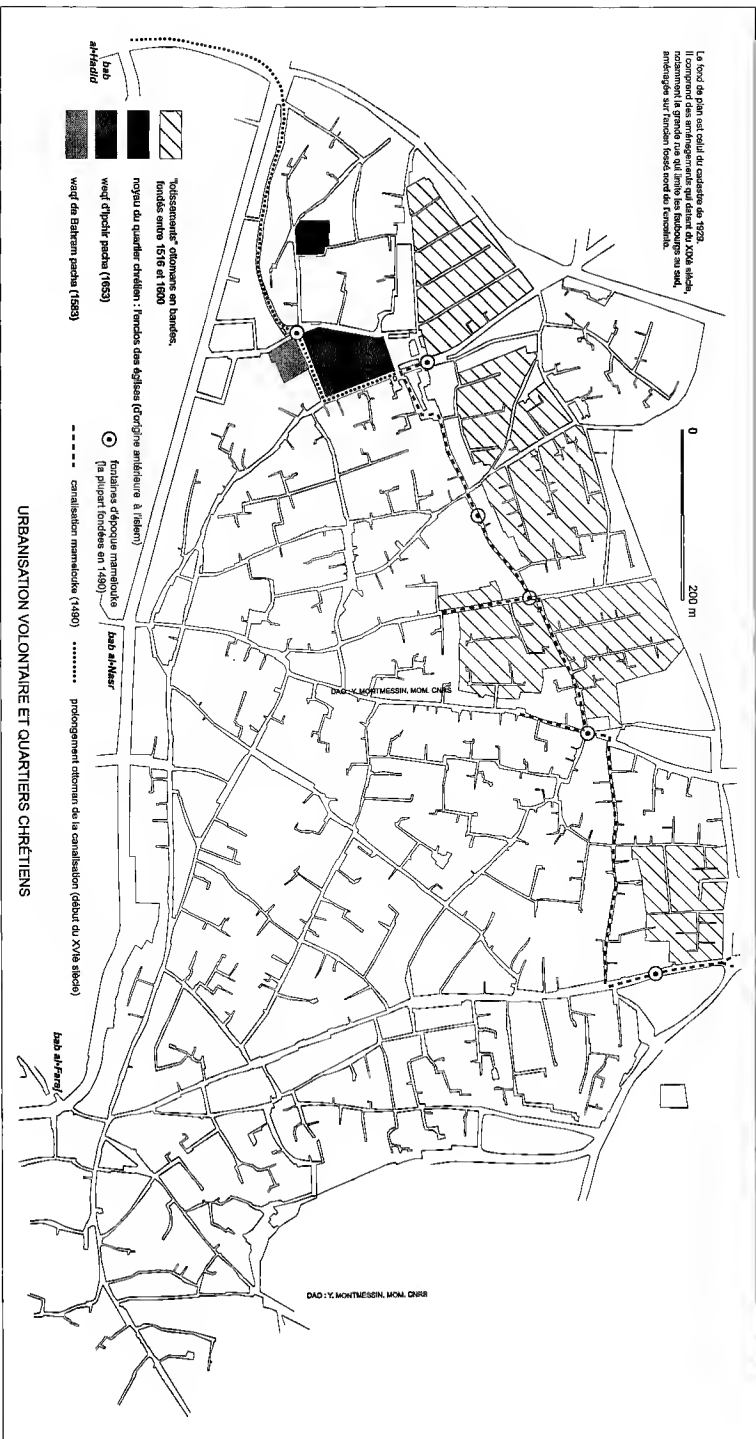 Le fond de plan est celui du cadastre de 1929.
Il comprend des aménagements qui datent du XIXè siècle,
notamment la grande rue qui limite les faubourgs au sud,
aménagée sur l'ancien fossé nord de l'enceinte.
0 200 m
bab
al-Hadid
"lotissements" ottomans en bandes,
fondés entre 1516 et 1600
noyau du quartier chrétien : l'enclos des églises (d'origine antérieure à l'islam)
waqf d'Ipchir pacha (1653)
waqf de Bahram pacha (1583)
fontaines d'époque mamelouke
(la plupart fondées en 1490)
canalisation mamelouke (1490)
prolongement ottoman de la canalisation (début du XVIè siècle)
bab al-Nasr
bab al-Faraj
DAO : Y. MONTMESSIN, MOM, CNRS
DAO : Y. MONTMESSIN, MOM, CNRS
URBANISATION VOLONTAIRE ET QUARTIERS CHRÉTIENS